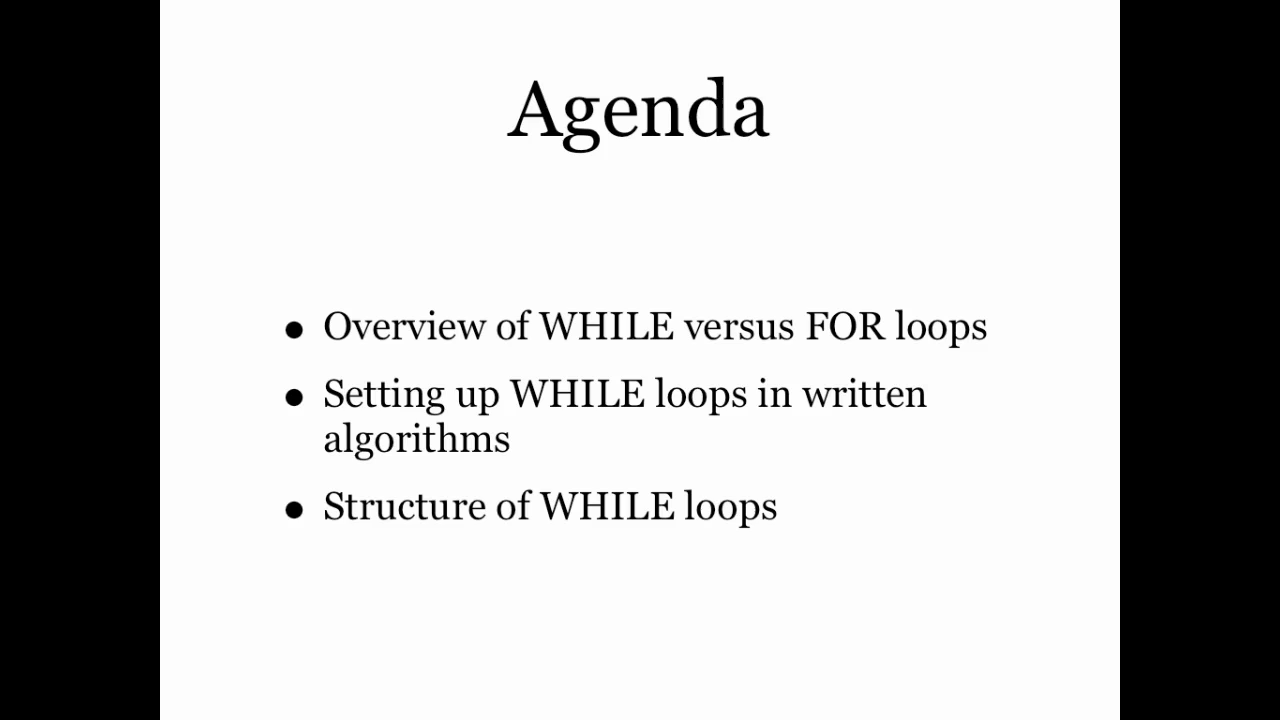 Agenda
• Overview of WHILE versus FOR loops
• Setting up WHILE loops in written
algorithms
• Structure of WHILE loops